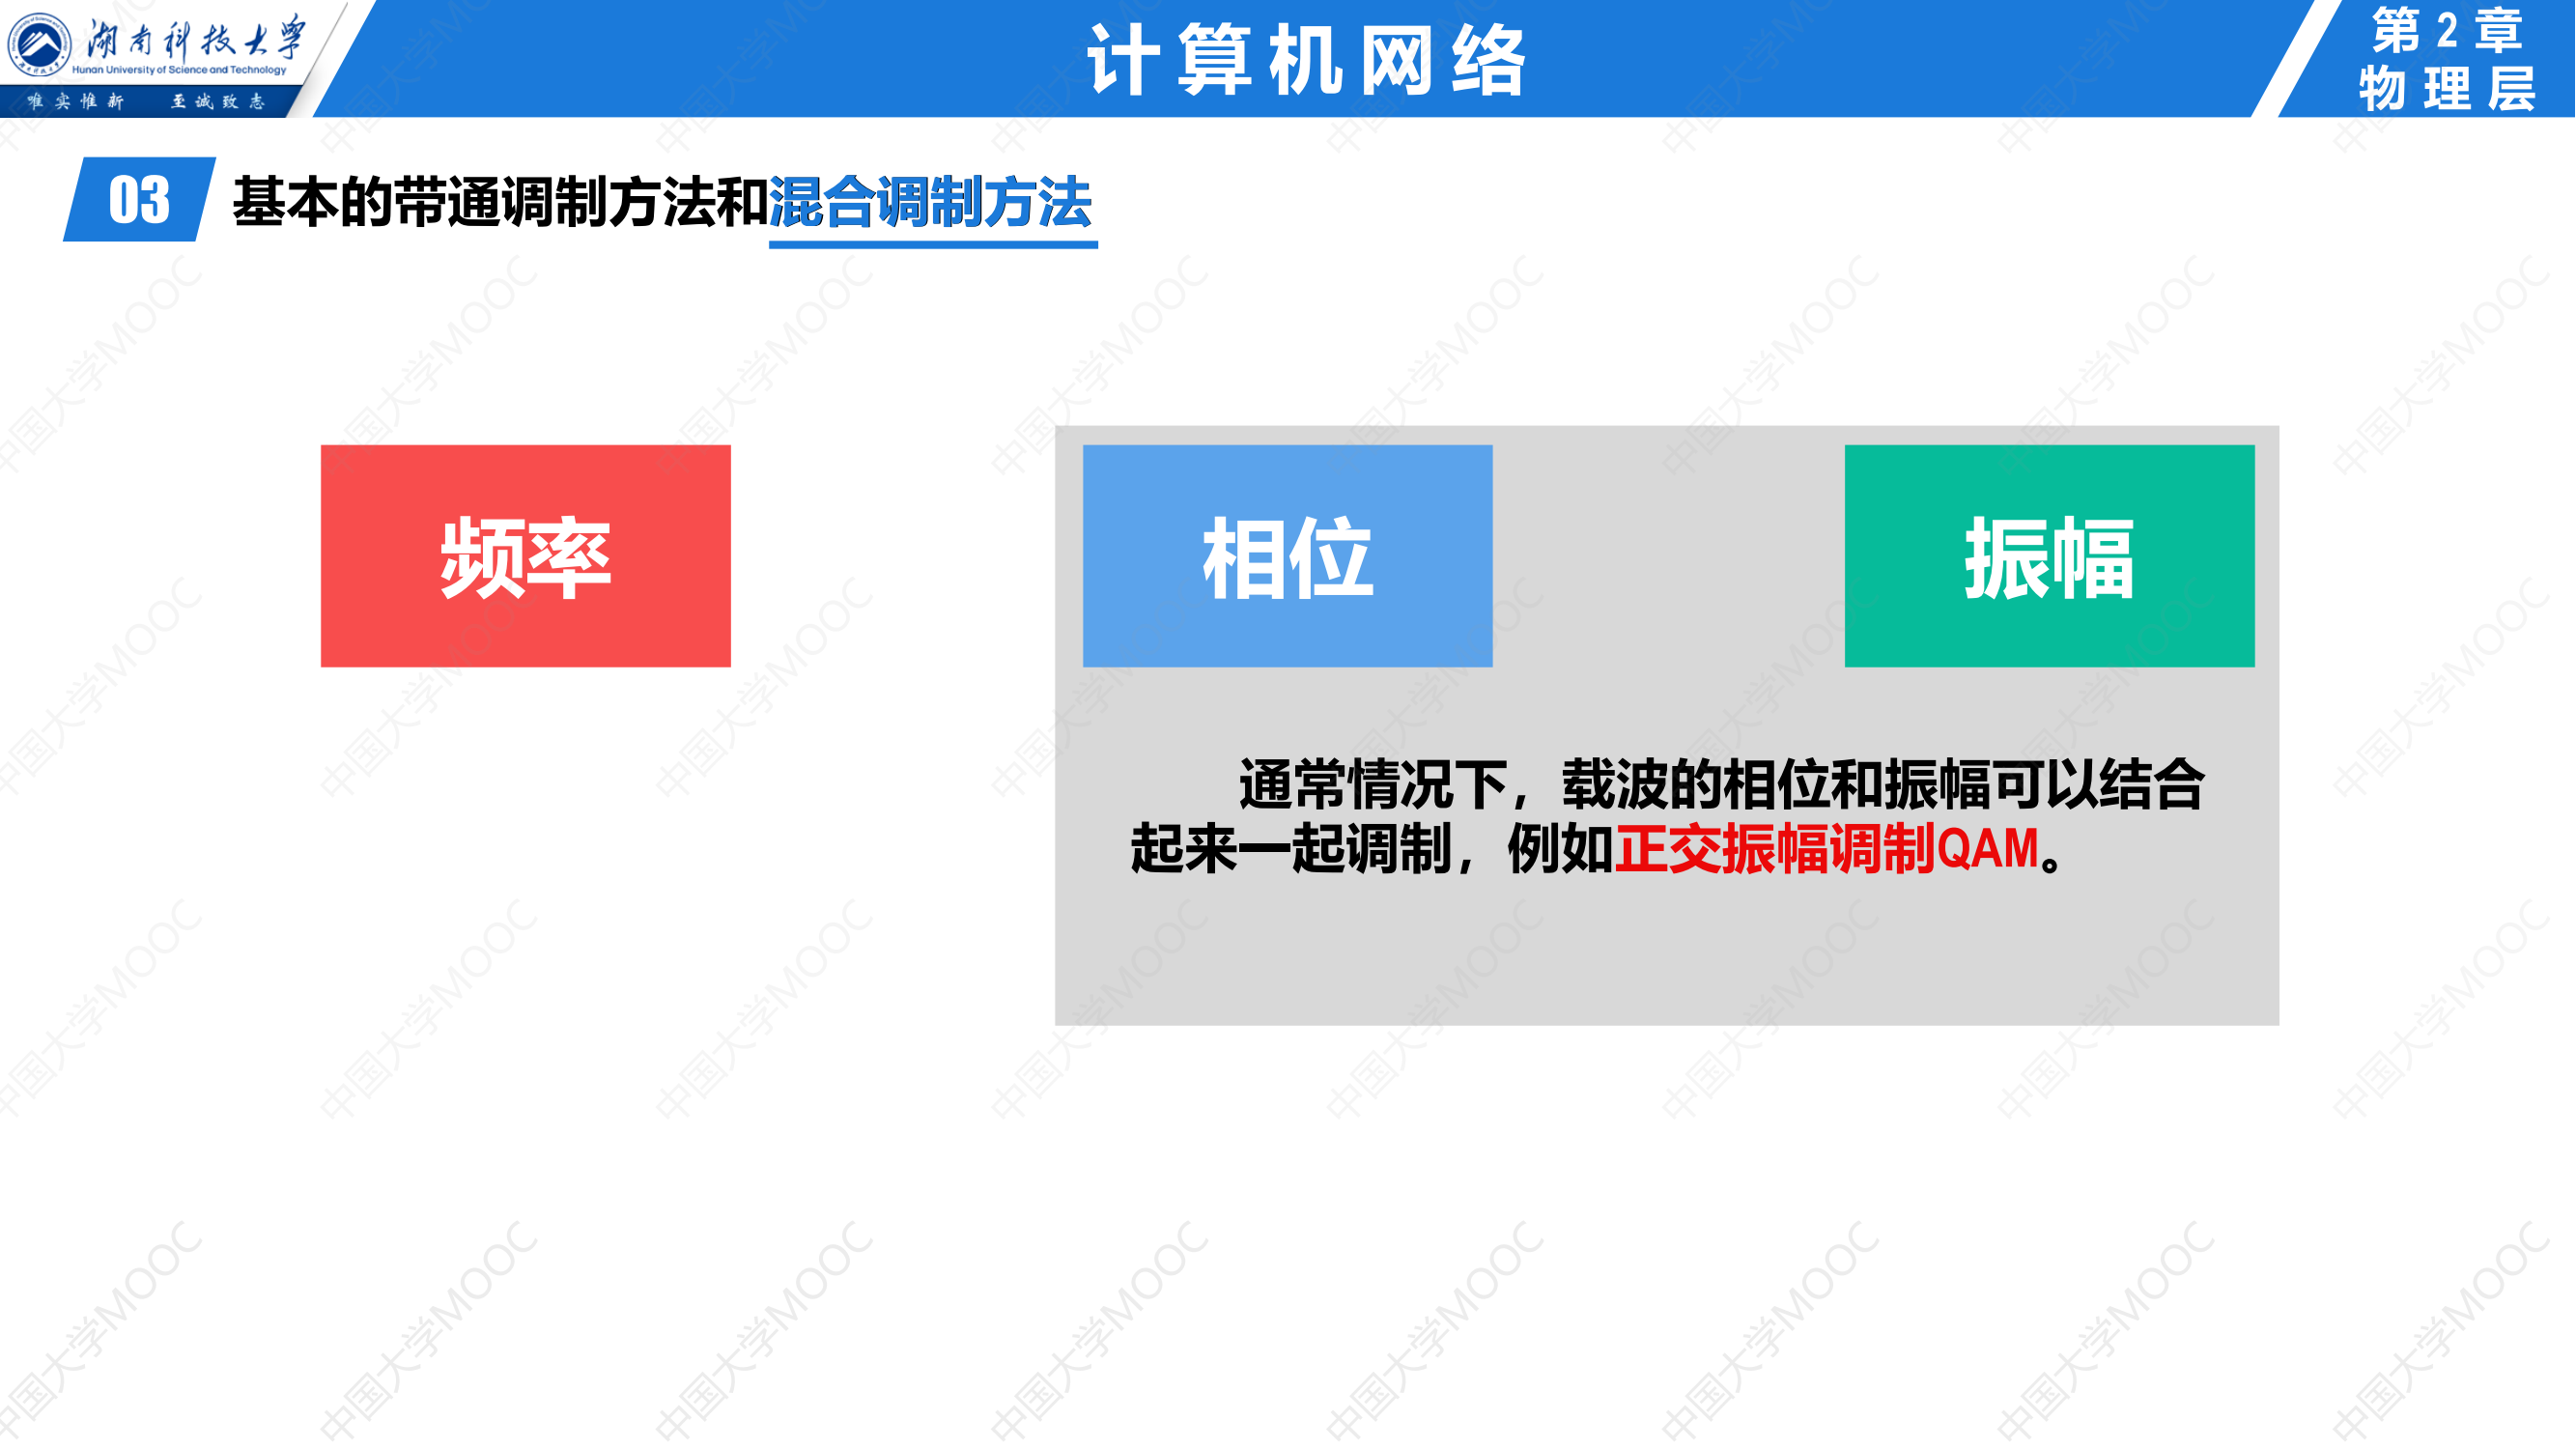 湖南科技大学
Hunan University of Science and Technology
唯实惟新 至诚致志
计算机网络
第2章
物理层
03 基本的带通调制方法和混合调制方法
频率 相位 振幅
通常情况下，载波的相位和振幅可以结合
起来一起调制，例如正交振幅调制QAM。
中国大学MOOC